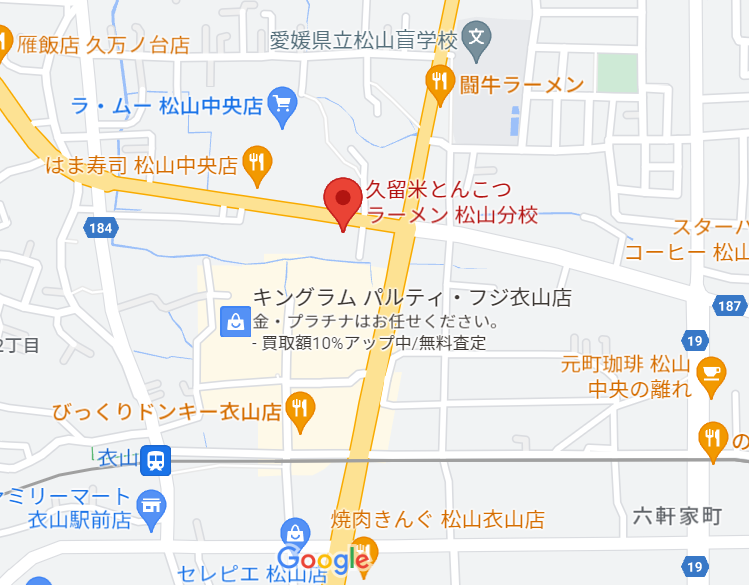 雁飯店 久万ノ台店
愛媛県立松山盲学校
文
闘牛ラーメン
ラ・ムー 松山中央店
はま寿司 松山中央店
久留米とんこつ
ラーメン 松山分校
184
スターバ
コーヒー 松山
187
キングラム パルティ・フジ衣山店
金・プラチナはお任せください。
- 買取額10%アップ中/無料査定
2丁目
19
元町珈琲 松山
中央の離れ
びっくりドンキー衣山店
の
衣山
ァミリーマート
衣山駅前店
焼肉きんぐ 松山衣山店
六軒家町
Google
セレピエ 松山店
19